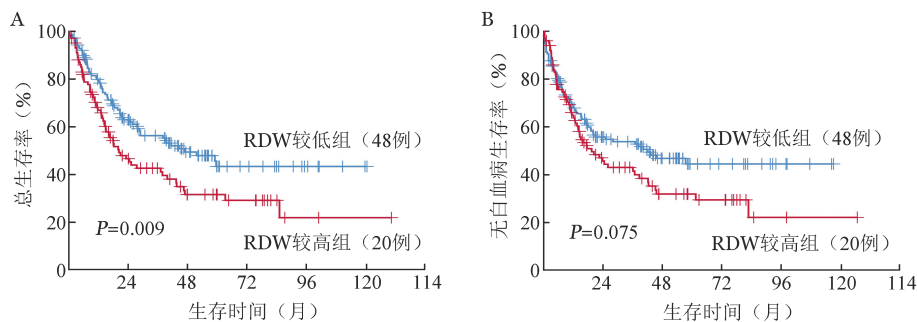 A
总生存率（%）
100
80
60
40
20
0
RDW较低组（48例）
P=0.009
RDW较高组（20例）
24 48 72 96 120 114
生存时间（月）
B
无白血病生存率（%）
100
80
60
40
20
0
RDW较低组（48例）
P=0.075
RDW较高组（20例）
24 48 72 96 120 114
生存时间（月）